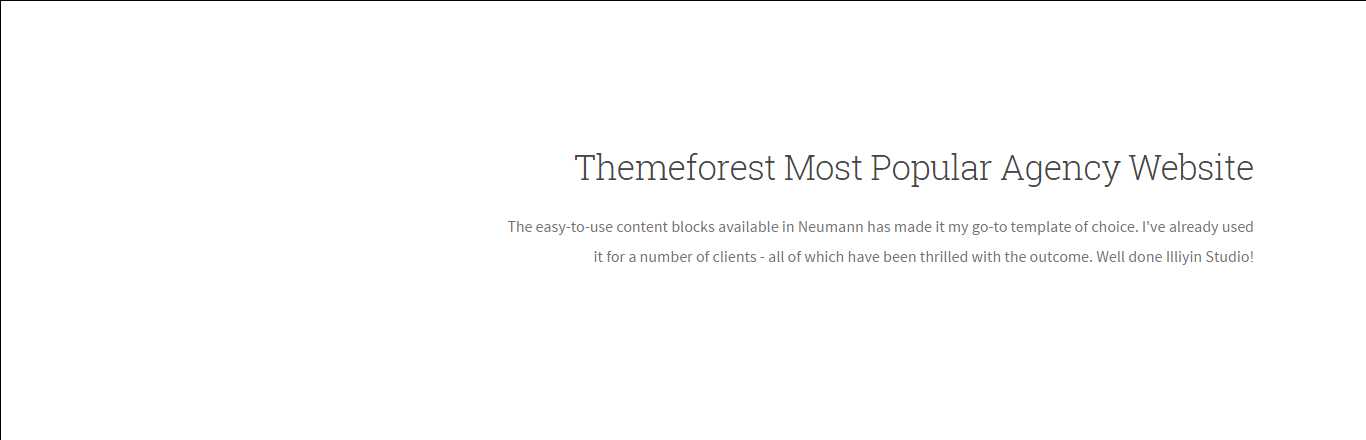 Themeforest Most Popular Agency Website
The easy-to-use content blocks available in Neumann has made it my go-to template of choice. I've already used
it for a number of clients - all of which have been thrilled with the outcome. Well done Illiyin Studio!